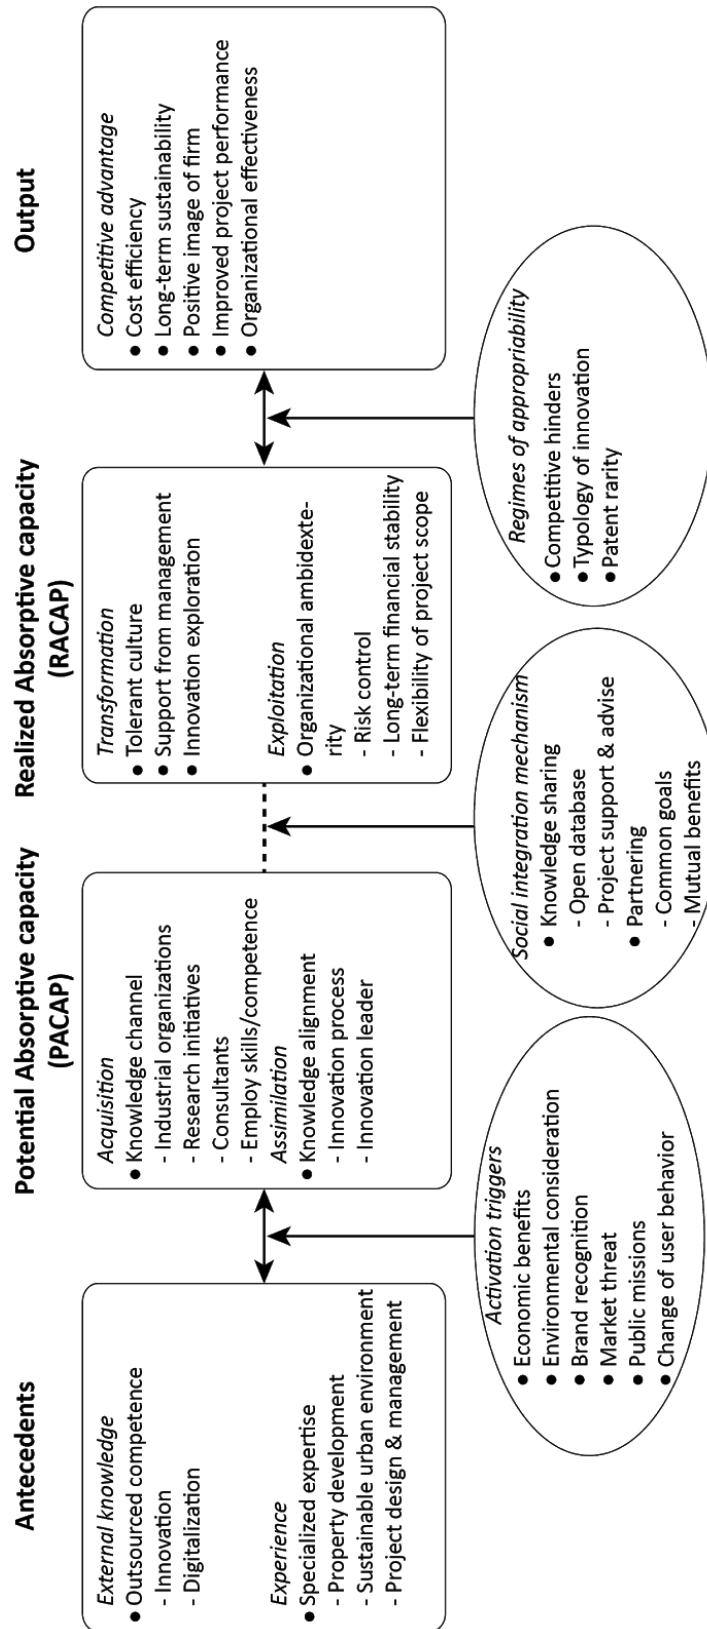 Antecedents
External knowledge
● Outsourced competence
- Innovation
- Digitalization
Experience
● Specialized expertise
- Property development
- Sustainable urban environment
- Project design & management
Potential Absorptive capacity
(PACAP)
Acquisition
● Knowledge channel
- Industrial organizations
- Research initiatives
- Consultants
- Employ skills/competence
Assimilation
● Knowledge alignment
- Innovation process
- Innovation leader
Realized Absorptive capacity
(RACAP)
Transformation
● Tolerant culture
● Support from management
● Innovation exploration
Exploitation
● Organizational ambidexte-
rity
- Risk control
- Long-term financial stability
- Flexibility of project scope
Output
Competitive advantage
● Cost efficiency
● Long-term sustainability
● Positive image of firm
● Improved project performance
● Organizational effectiveness
Activation triggers
● Economic benefits
● Environmental consideration
● Brand recognition
● Market threat
● Public missions
● Change of user behavior
Social integration mechanism
● Knowledge sharing
- Open database
- Project support & advise
● Partnering
- Common goals
- Mutual benefits
Regimes of appropriability
● Competitive hinders
● Typology of innovation
● Patent rarity